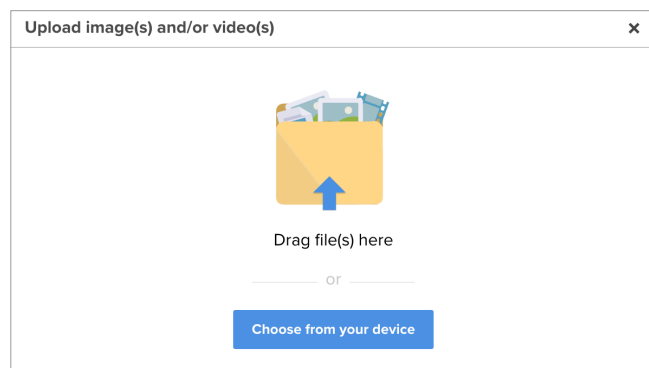 Upload image(s) and/or video(s)
Drag file(s) here
or
Choose from your device